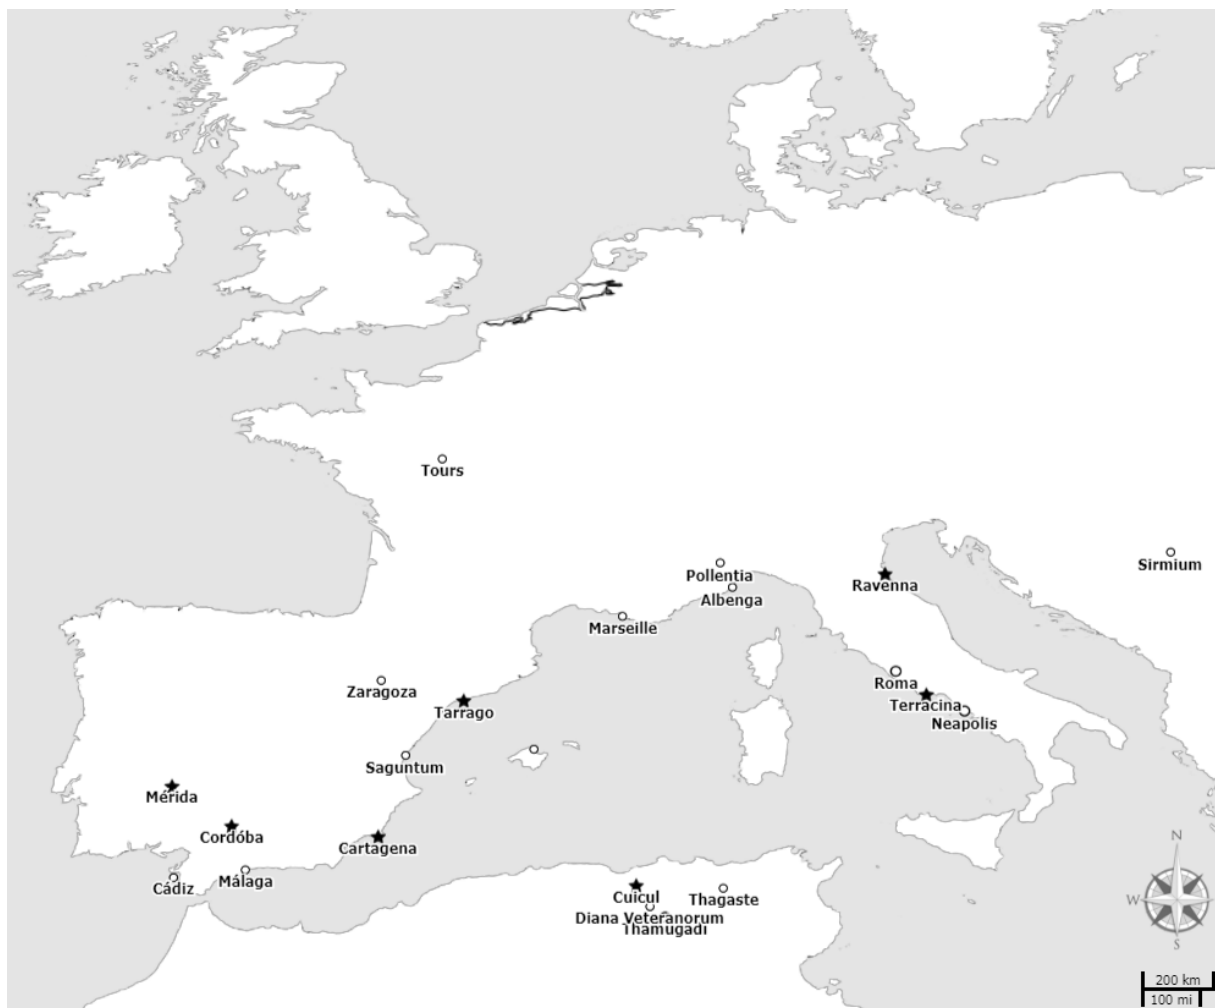 Tours
Pollentia
Albenga
Ravenna
Sirmium
Marseille
Zaragoza
Tarrago
Roma
Terracina
Neapolis
Saguntum
Mérida
Cordóba
Cartagena
Cádiz
Málaga
Cuicul
Thagaste
Diana Veteranorum
Thamugadi
N
W
S
200 km
100 mi